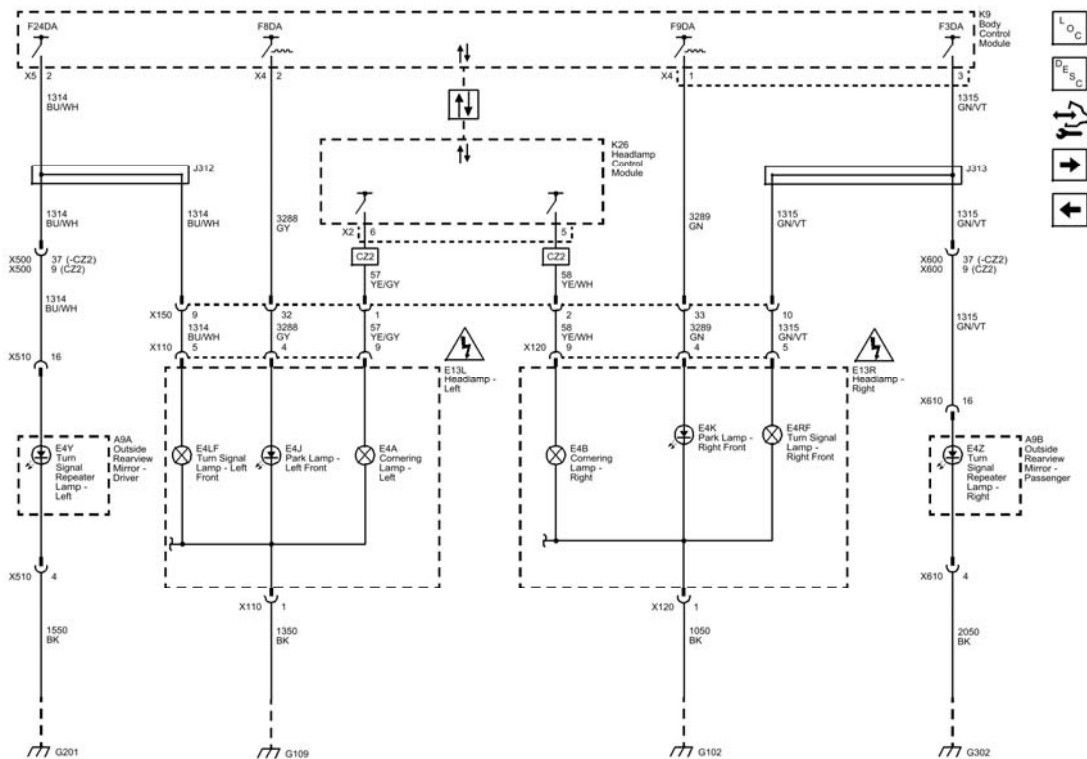 F24DA
F8DA
F9DA
F3DA
K9
Body
Control
Module
X5 2
X4 2
X4 1
3
1314
BU/WH
1315
GN/VT
K26
Headlamp
Control
Module
J312
J313
1314
BU/WH
1314
BU/WH
3288
GY
X2 6
5
3289
GN
1315
GN/VT
1315
GN/VT
X500 37 (-CZ2)
X500 9 (CZ2)
CZ2
CZ2
X600 37 (-CZ2)
X600 9 (CZ2)
57
YE/GY
58
YE/WH
1314
BU/WH
X150 9
32
1
2
33
10
1315
GN/VT
1314
BU/WH
3288
GY
57
YE/GY
58
YE/WH
3289
GN
1315
GN/VT
X110 5
4
9
X120 9
4
5
X510 16
E13L
Headlamp -
Left
E13R
Headlamp -
Right
X610 16
A9A
Outside
Rearview
Mirror -
Driver
E4Y
Turn
Signal
Repeater
Lamp -
Left
E4LF
Turn Signal
Lamp - Left
Front
E4J
Park Lamp -
Left Front
E4A
Cornering
Lamp -
Left
E4B
Cornering
Lamp -
Right
E4K
Park Lamp -
Right Front
E4RF
Turn Signal
Lamp -
Right Front
E4Z
Turn
Signal
Repeater
Lamp -
Right
A9B
Outside
Rearview
Mirror -
Passenger
X510 4
X110 1
X120 1
X610 4
1550
BK
1350
BK
1050
BK
2050
BK
G201
G109
G102
G302
LOC
DESC